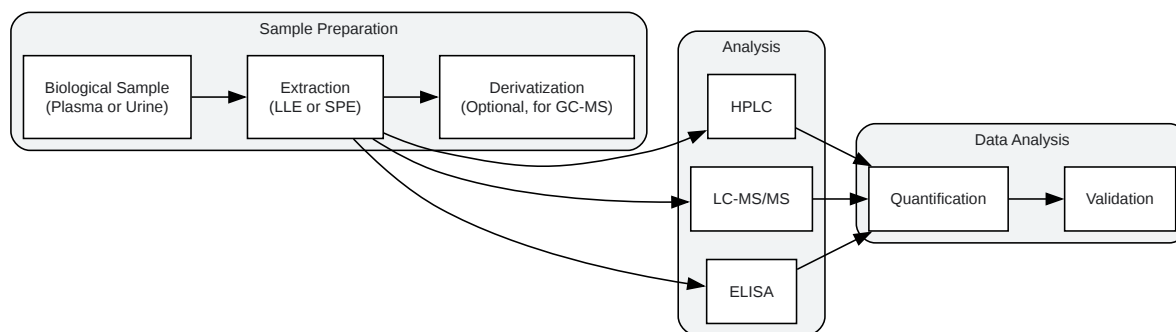 Sample Preparation
Biological Sample
(Plasma or Urine)
Extraction
(LLE or SPE)
Derivatization
(Optional, for GC-MS)
Analysis
HPLC
LC-MS/MS
ELISA
Data Analysis
Quantification
Validation